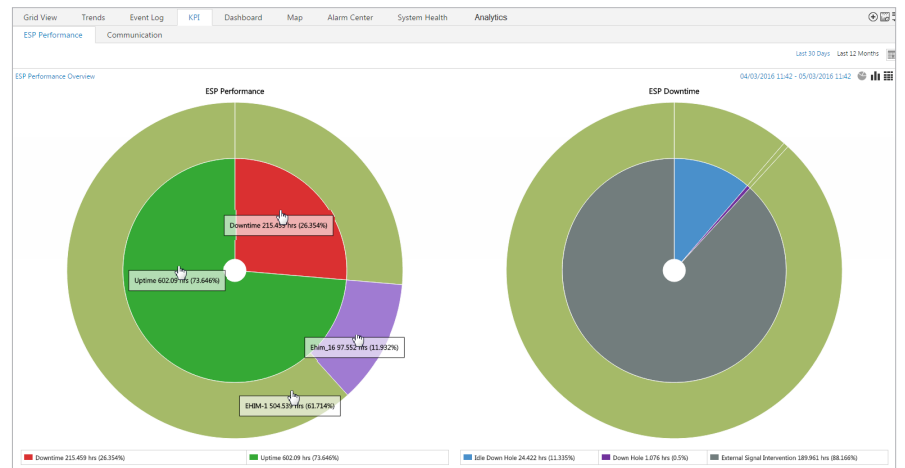 Grid View Trends Event Log KPI Dashboard Map Alarm Center System Health Analytics
ESP Performance Communication
Last 30 Days Last 12 Months
ESP Performance Overview 04/03/2016 11:42 - 05/03/2016 11:42
ESP Performance ESP Downtime
Downtime 215.459 hrs (26.354%)
Uptime 602.09 hrs (73.646%)
Ehim_16 97.552 hrs (11.932%)
EHIM-1 504.539 hrs (61.714%)
Downtime 215.459 hrs (26.354%) Uptime 602.09 hrs (73.646%) Idle Down Hole 24.422 hrs (11.335%) Down Hole 1.076 hrs (0.5%) External Signal Intervention 189.961 hrs (88.166%)